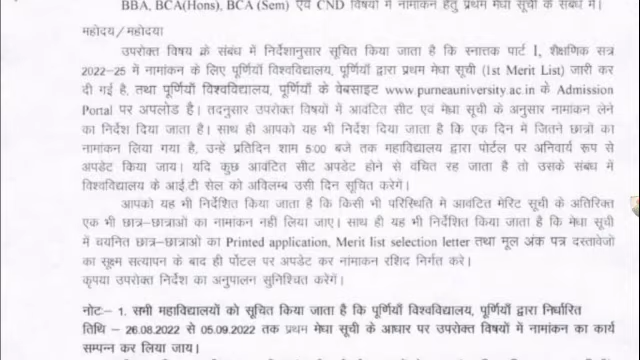 BBA, BCA(Hons), BCA (Sem) एवं CND विषयों में नामांकन हेतु प्रथम मेधा सूची के संबंध में।
महोदय/महोदया
उपरोक्त विषय के संबंध में निर्देशानुसार सूचित किया जाता है कि स्नात्तक पार्ट I, शैक्षणिक सत्र
2022-25 में नामांकन के लिए पूर्णियाँ विश्वविद्यालय, पूर्णियाँ द्वारा प्रथम मेधा सूची (1st Merit List) जारी कर
दी गई है, तथा पूर्णियाँ विश्वविद्यालय, पूर्णियाँ के वेबसाइट www.purneauniversity.ac.in के Admission
Portal पर अपलोड है। तदनुसार उपरोक्त विषयों में आवंटित सीट एवं मेधा सूची के अनुसार नामांकन लेने
का निर्देश दिया जाता है। साथ ही आपको यह भी निर्देश दिया जाता है कि एक दिन में जितने छात्रों का
नामांकन लिया गया है, उन्हे प्रतिदिन शाम 5:00 बजे तक महाविद्यालय द्वारा पोर्टल पर अनिवार्य रूप से
अपडेट किया जाय। यदि कुछ आवंटित सीट अपडेट होने से वंचित रह जाता है तो उसके संबंध में
विश्वविद्यालय के आई.टी सेल को अविलम्ब उसी दिन सूचित करेगें।
आपको यह भी निर्देशित किया जाता है कि किसी भी परिस्थिति में आवंटित मेरिट सूची के अतिरिक्त
एक भी छात्र-छात्राओं का नामांकन नही लिया जाए। साथ ही यह भी निर्देशित किया जाता है कि मेधा सूची
में चयनित छात्र-छात्राओं का Printed application, Merit list selection letter तथा मूल अंक पत्र दस्तावेजों
का सूक्ष्म सत्यापन के बाद ही पोंटल पर अपडेट कर नामांकन रशिद निर्गत करे।
कृपया उपरोक्त निर्देश का अनुपालन सुनिश्चित करेंगें।
नोटः- 1. सभी महाविद्यालयों को सूचित किया जाता है कि पूर्णियाँ विश्वविद्यालय, पूर्णियाँ द्वारा निर्धारित
तिथि – 26.08.2022 से 05.09.2022 तक प्रथम मेधा सूची के आधार पर उपरोक्त विषयों में नामांकन का कार्य
सम्पन्न कर लिया जाय।